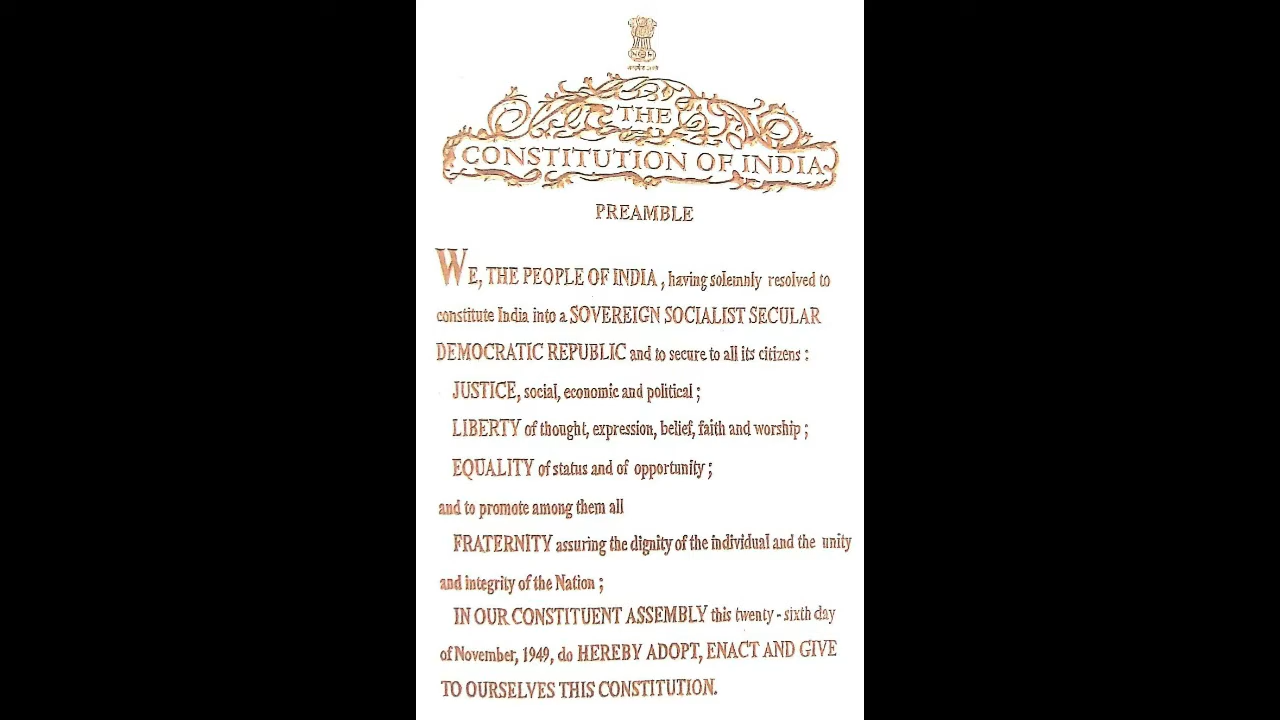 THE
CONSTITUTION OF INDIA
PREAMBLE
WE, THE PEOPLE OF INDIA , having solemnly resolved to
constitute India into a SOVEREIGN SOCIALIST SECULAR
DEMOCRATIC REPUBLIC and to secure to all its citizens :
JUSTICE, social, economic and political ;
LIBERTY of thought, expression, belief, faith and worship ;
EQUALITY of status and of opportunity ;
and to promote among them all
FRATERNITY assuring the dignity of the individual and the unity
and integrity of the Nation ;
IN OUR CONSTITUENT ASSEMBLY this twenty - sixth day
of November, 1949, do HEREBY ADOPT, ENACT AND GIVE
TO OURSELVES THIS CONSTITUTION.